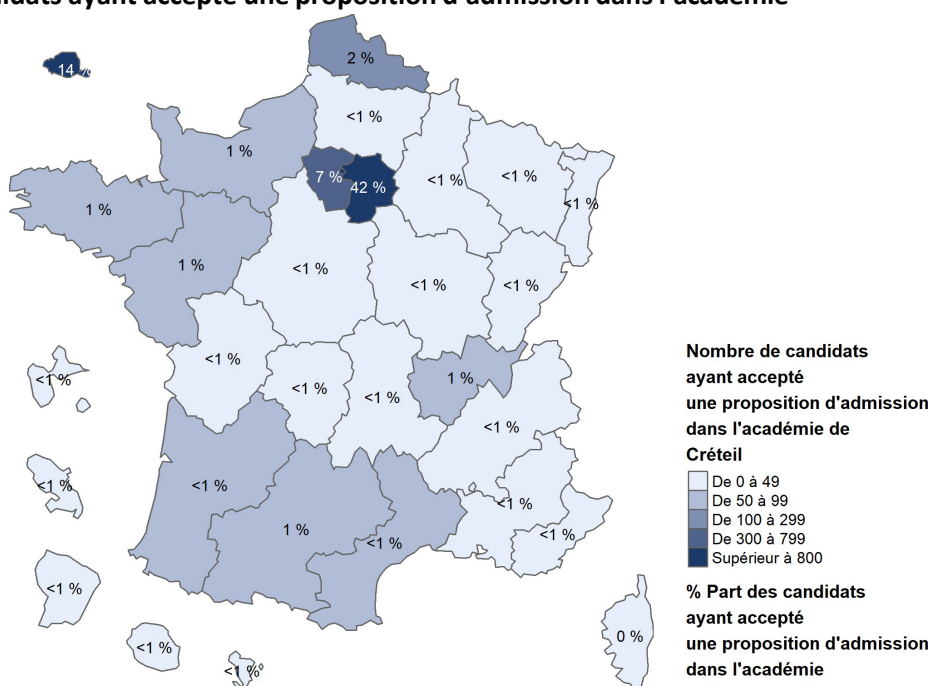 didats ayant accepté une proposition d'admission dans l'académie
2 %
14 %
<1 %
1 %
7 %
42 %
<1 %
<1 %
<1 %
1 %
1 %
<1 %
<1 %
<1 %
<1 %
<1 %
1 %
<1 %
<1 %
<1 %
<1 %
<1 %
<1 %
1 %
<1 %
<1 %
<1 %
<1 %
0 %
<1 %
Nombre de candidats
ayant accepté
une proposition d'admission
dans l'académie de
Créteil
De 0 à 49
De 50 à 99
De 100 à 299
De 300 à 799
Supérieur à 800
% Part des candidats
ayant accepté
une proposition d'admission
dans l'académie